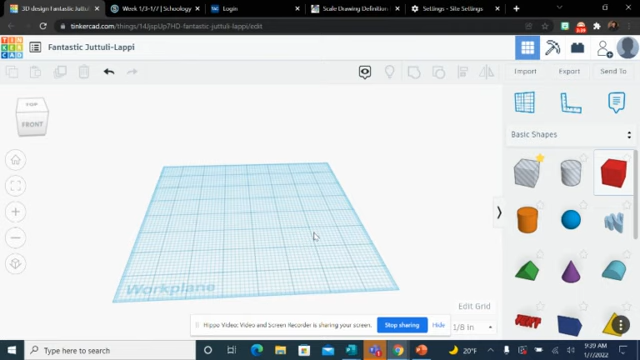 3D design Fantastic Juttuli-Lappi
Week 1/3-1/7 | Schoology
Login
Scale Drawing Definition
Settings - Site Settings
tinkercad.com/things/
fantastic-juttuli-lappi/edit
TIN
KER
CAD
Fantastic Juttuli-Lappi
Import
Export
Send To
TOP
FRONT
Basic Shapes
Workplane
Edit Grid
1/8 in
Hippo Video: Video and Screen Recorder is sharing your screen.
Stop sharing
Hide
Type here to search
20°F
9:39 AM
1/7/2022